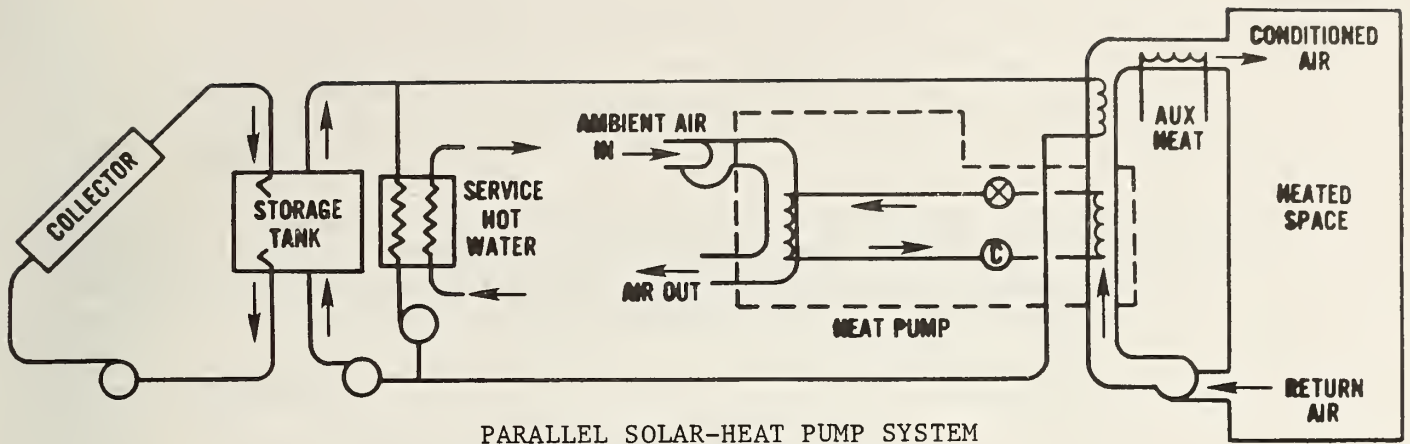 COLLECTOR
STORAGE
TANK
SERVICE
HOT
WATER
AMBIENT AIR
IN
AIR OUT
HEAT PUMP
C
CONDITIONED
AIR
AUX
HEAT
HEATED
SPACE
RETURN
AIR
PARALLEL SOLAR-HEAT PUMP SYSTEM